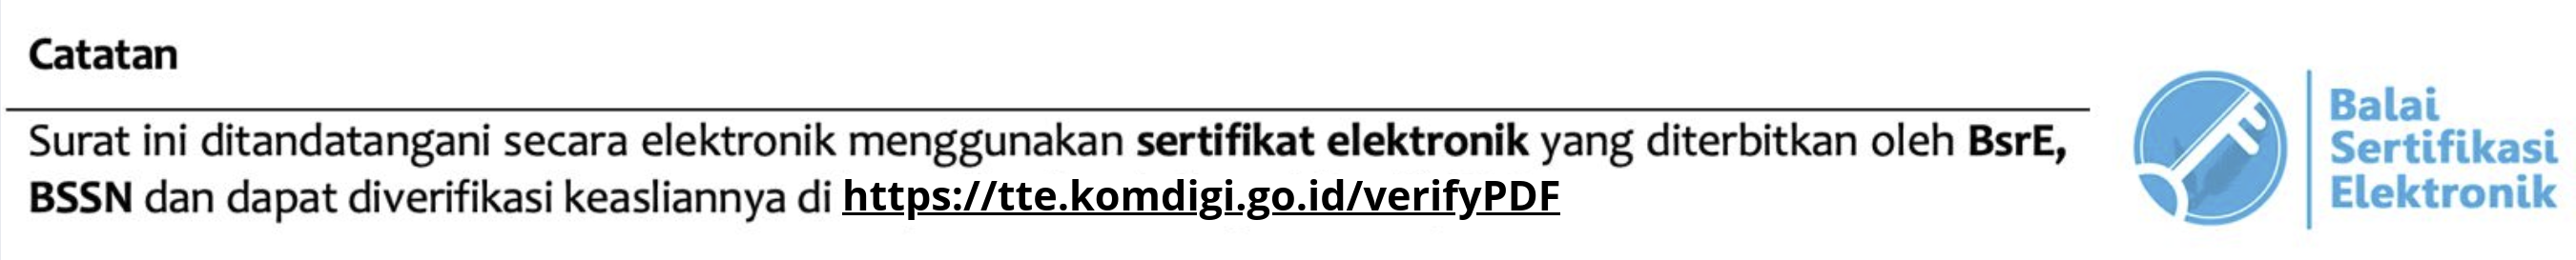 Catatan
Surat ini ditandatangani secara elektronik menggunakan sertifikat elektronik yang diterbitkan oleh BsrE,
BSSN dan dapat diverifikasi keasliannya di https://tte.komdigi.go.id/verifyPDF
Balai
Sertifikasi
Elektronik